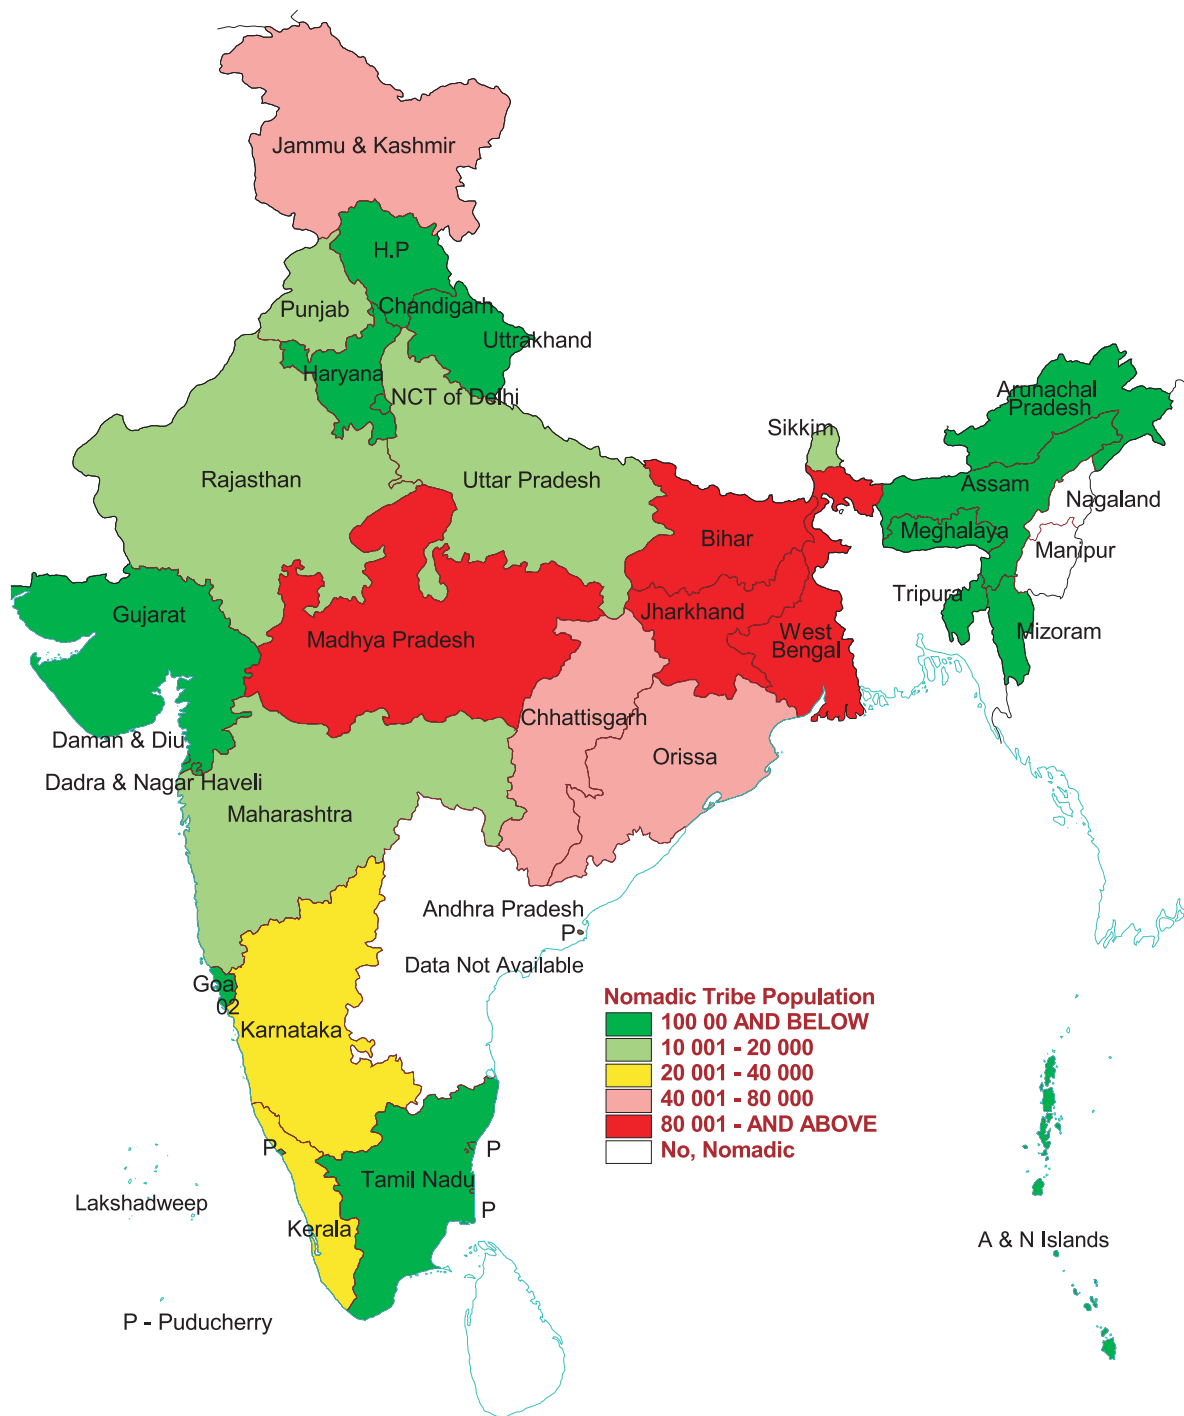 Jammu & Kashmir
H.P
Chandigarh
Punjab
Uttrakhand
Haryana
NCT of Delhi
Arunachal
Pradesh
Sikkim
Rajasthan
Uttar Pradesh
Assam
Nagaland
Bihar
Meghalaya
Manipur
Gujarat
Jharkhand
Tripura
Madhya Pradesh
West
Bengal
Mizoram
Chhattisgarh
Daman & Diu
Orissa
Dadra & Nagar Haveli
Maharashtra
Andhra Pradesh
P
Data Not Available
Goa
02
Karnataka
Nomadic Tribe Population
100 00 AND BELOW
10 001 - 20 000
20 001 - 40 000
40 001 - 80 000
80 001 - AND ABOVE
No, Nomadic
P
P
Tamil Nadu
Lakshadweep
P
Kerala
A & N Islands
P - Puducherry